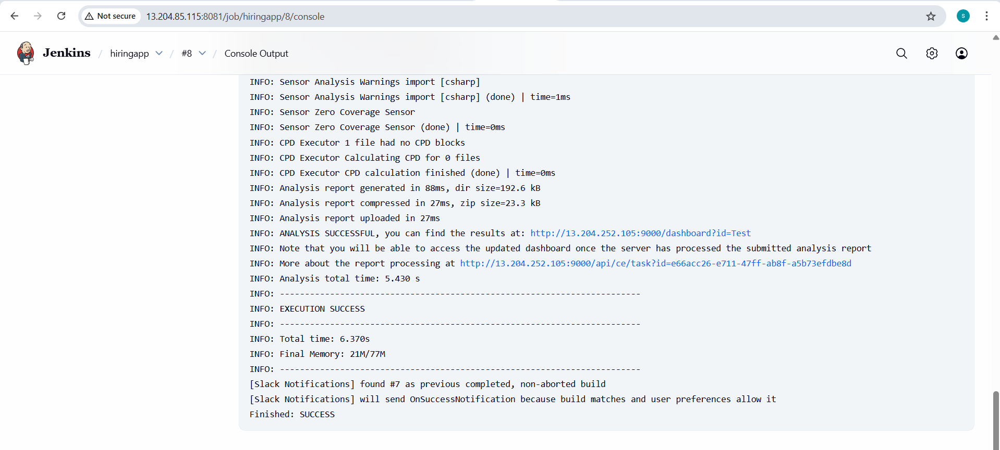 Not secure 13.204.85.115:8081/job/hiringapp/8/console S
Jenkins / hiringapp / #8 / Console Output
INFO: Sensor Analysis Warnings import [csharp]
INFO: Sensor Analysis Warnings import [csharp] (done) | time=1ms
INFO: Sensor Zero Coverage Sensor
INFO: Sensor Zero Coverage Sensor (done) | time=0ms
INFO: CPD Executor 1 file had no CPD blocks
INFO: CPD Executor Calculating CPD for 0 files
INFO: CPD Executor CPD calculation finished (done) | time=0ms
INFO: Analysis report generated in 88ms, dir size=192.6 kB
INFO: Analysis report compressed in 27ms, zip size=23.3 kB
INFO: Analysis report uploaded in 27ms
INFO: ANALYSIS SUCCESSFUL, you can find the results at: http://13.204.252.105:9000/dashboard?id=Test
INFO: Note that you will be able to access the updated dashboard once the server has processed the submitted analysis report
INFO: More about the report processing at http://13.204.252.105:9000/api/ce/task?id=e66acc26-e711-47ff-ab8f-a5b73efdbe8d
INFO: Analysis total time: 5.430 s
INFO: ------------------------------------------------------------------------
INFO: EXECUTION SUCCESS
INFO: ------------------------------------------------------------------------
INFO: Total time: 6.370s
INFO: Final Memory: 21M/77M
INFO: ------------------------------------------------------------------------
[Slack Notifications] found #7 as previous completed, non-aborted build
[Slack Notifications] will send OnSuccessNotification because build matches and user preferences allow it
Finished: SUCCESS